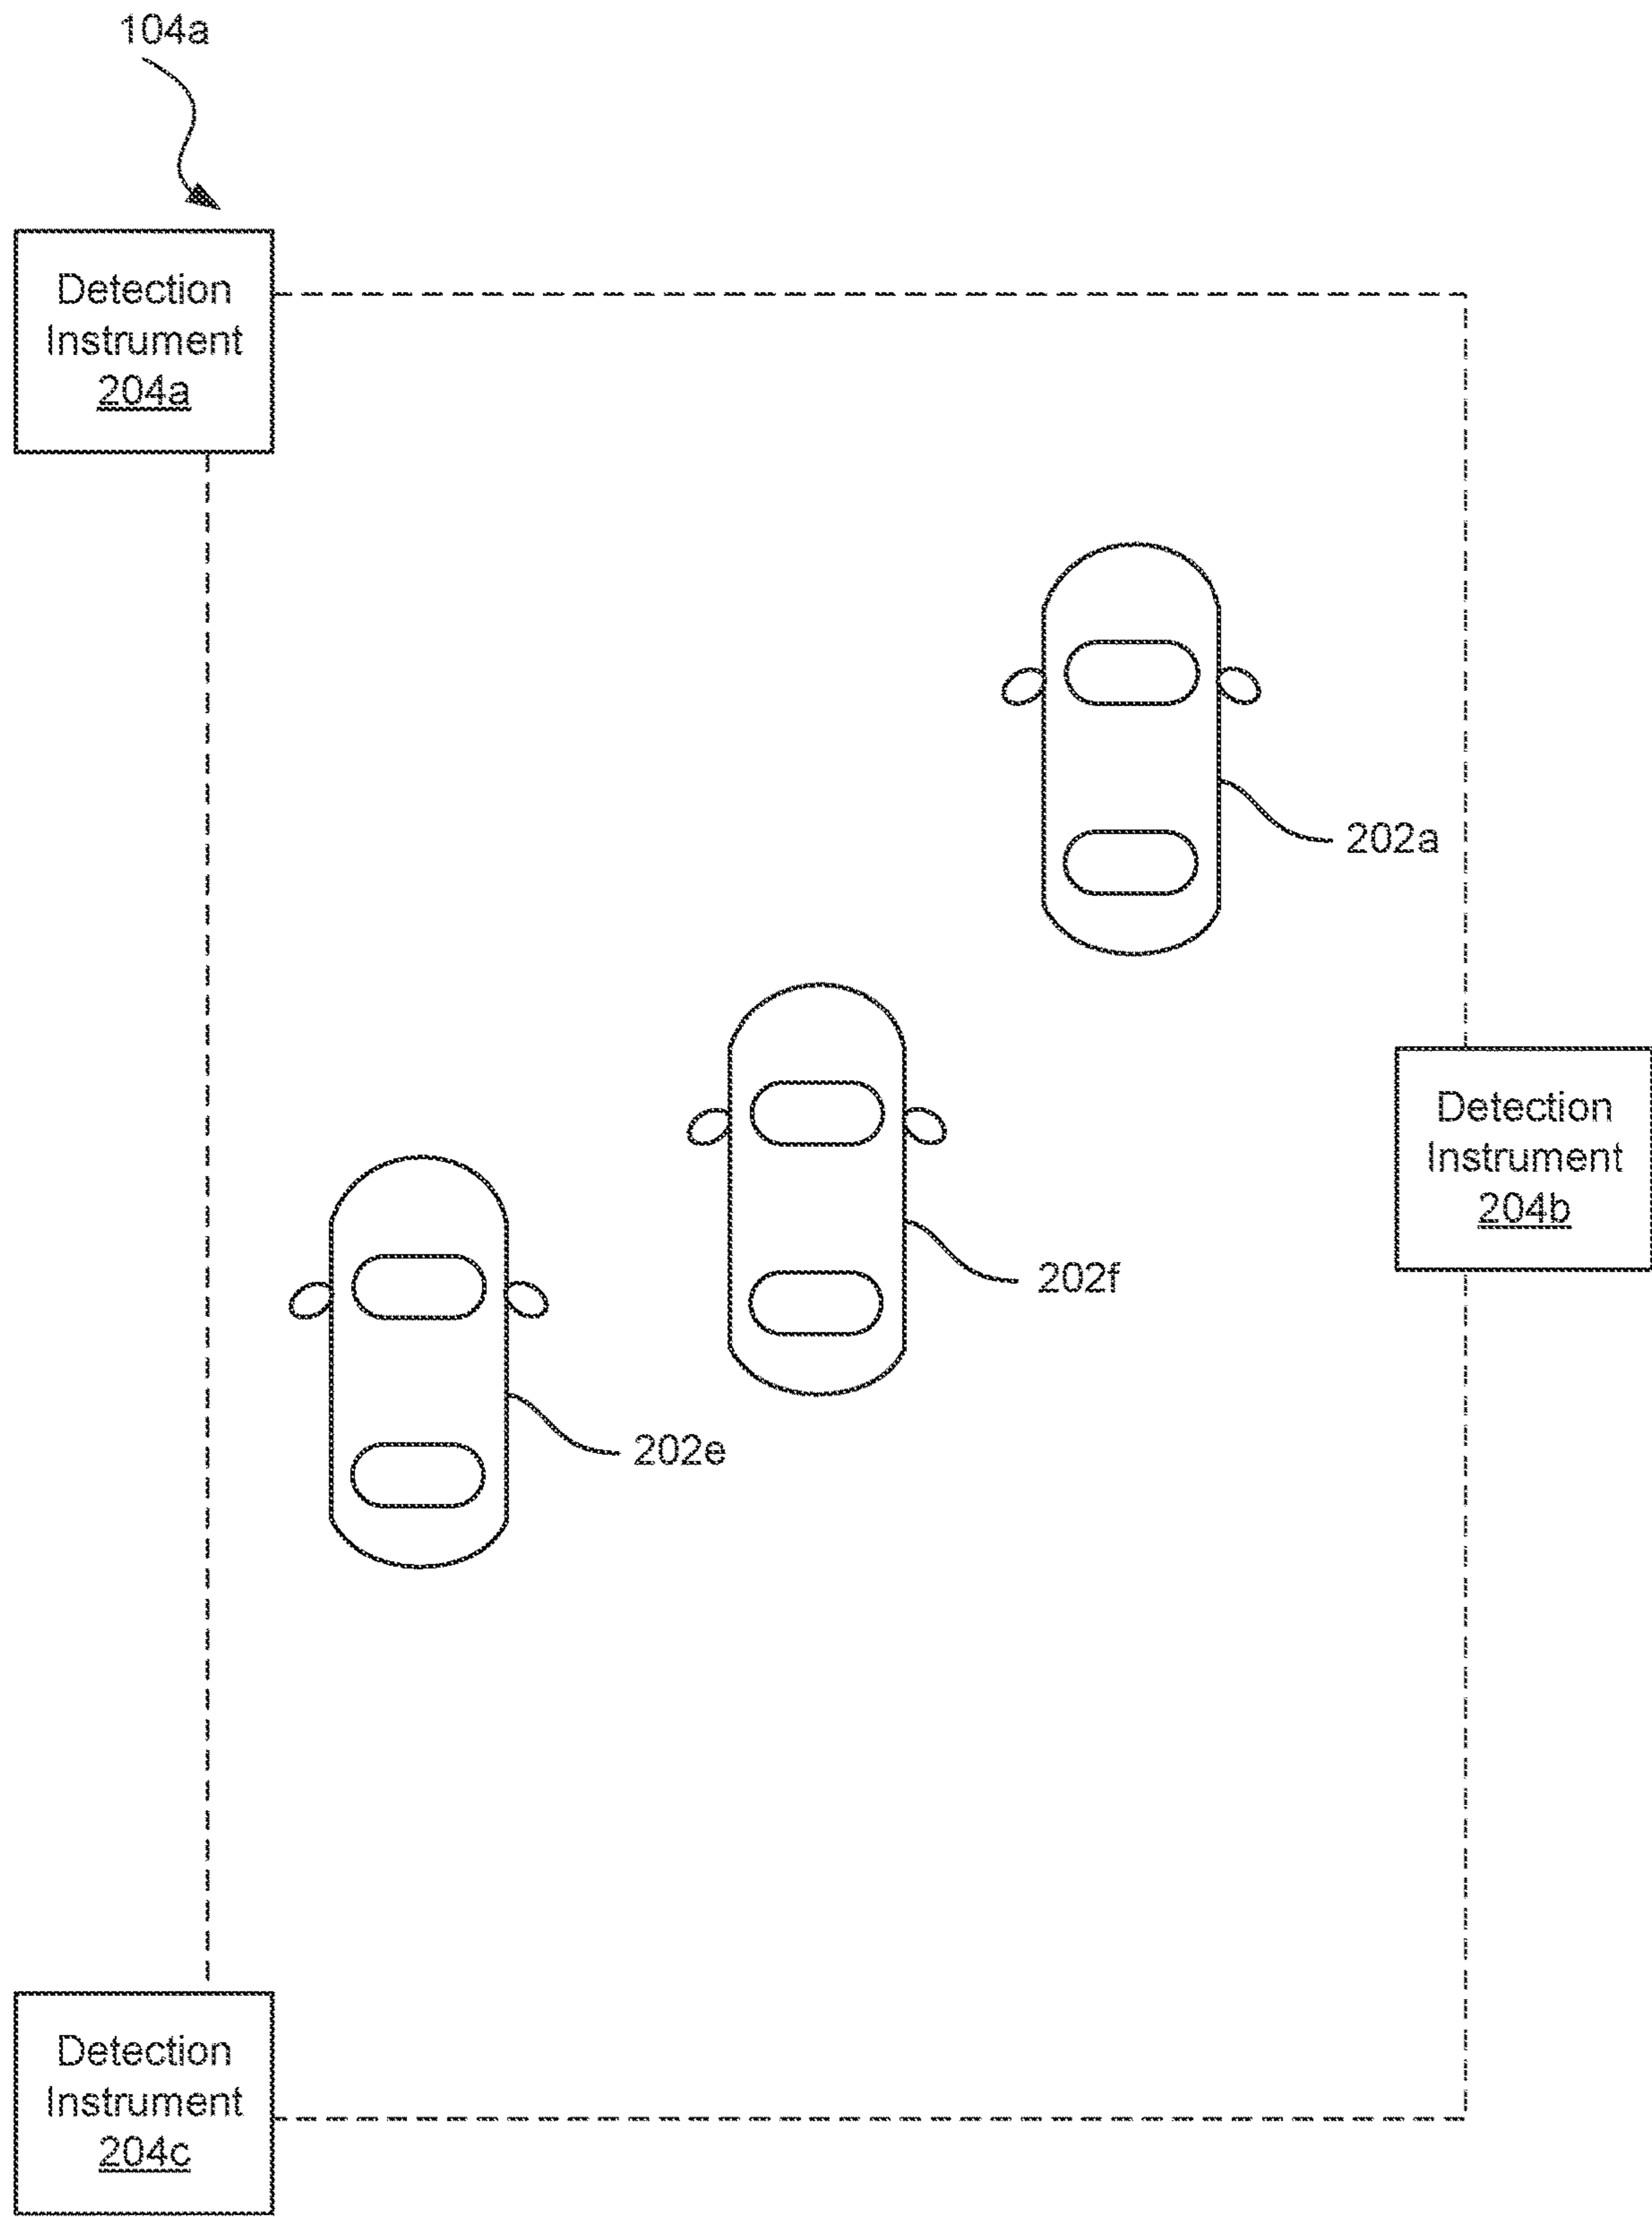 104a
Detection
Instrument
204a
202a
Detection
Instrument
204b
202f
202e
Detection
Instrument
204c